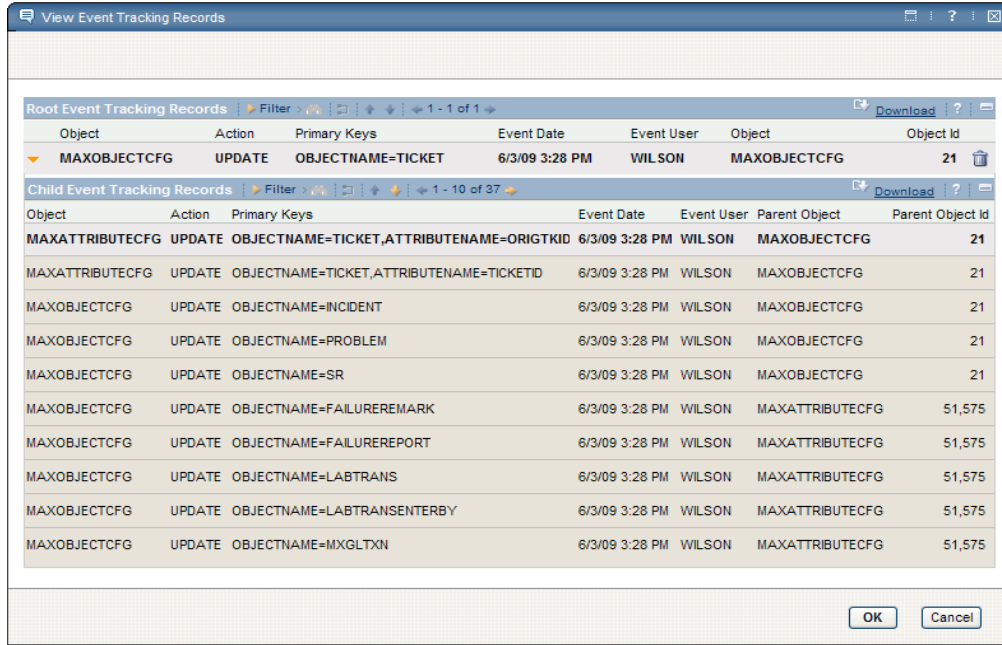 View Event Tracking Records ?
Root Event Tracking Records Filter 1 - 1 of 1 Download ?
Object Action Primary Keys Event Date Event User Object Object Id
MAXOBJECTCFG UPDATE OBJECTNAME=TICKET 6/3/09 3:28 PM WILSON MAXOBJECTCFG 21
Child Event Tracking Records Filter 1 - 10 of 37 Download ?
Object Action Primary Keys Event Date Event User Parent Object Parent Object Id
MAXATTRIBUTECFG UPDATE OBJECTNAME=TICKET,ATTRIBUTENAME=ORIGTKID 6/3/09 3:28 PM WILSON MAXOBJECTCFG 21
MAXATTRIBUTECFG UPDATE OBJECTNAME=TICKET,ATTRIBUTENAME=TICKETID 6/3/09 3:28 PM WILSON MAXOBJECTCFG 21
MAXOBJECTCFG UPDATE OBJECTNAME=INCIDENT 6/3/09 3:28 PM WILSON MAXOBJECTCFG 21
MAXOBJECTCFG UPDATE OBJECTNAME=PROBLEM 6/3/09 3:28 PM WILSON MAXOBJECTCFG 21
MAXOBJECTCFG UPDATE OBJECTNAME=SR 6/3/09 3:28 PM WILSON MAXOBJECTCFG 21
MAXOBJECTCFG UPDATE OBJECTNAME=FAILUREREMARK 6/3/09 3:28 PM WILSON MAXATTRIBUTECFG 51,575
MAXOBJECTCFG UPDATE OBJECTNAME=FAILUREREPORT 6/3/09 3:28 PM WILSON MAXATTRIBUTECFG 51,575
MAXOBJECTCFG UPDATE OBJECTNAME=LABTRANS 6/3/09 3:28 PM WILSON MAXATTRIBUTECFG 51,575
MAXOBJECTCFG UPDATE OBJECTNAME=LABTRANSENTERBY 6/3/09 3:28 PM WILSON MAXATTRIBUTECFG 51,575
MAXOBJECTCFG UPDATE OBJECTNAME=MXGLTXN 6/3/09 3:28 PM WILSON MAXATTRIBUTECFG 51,575
OK Cancel